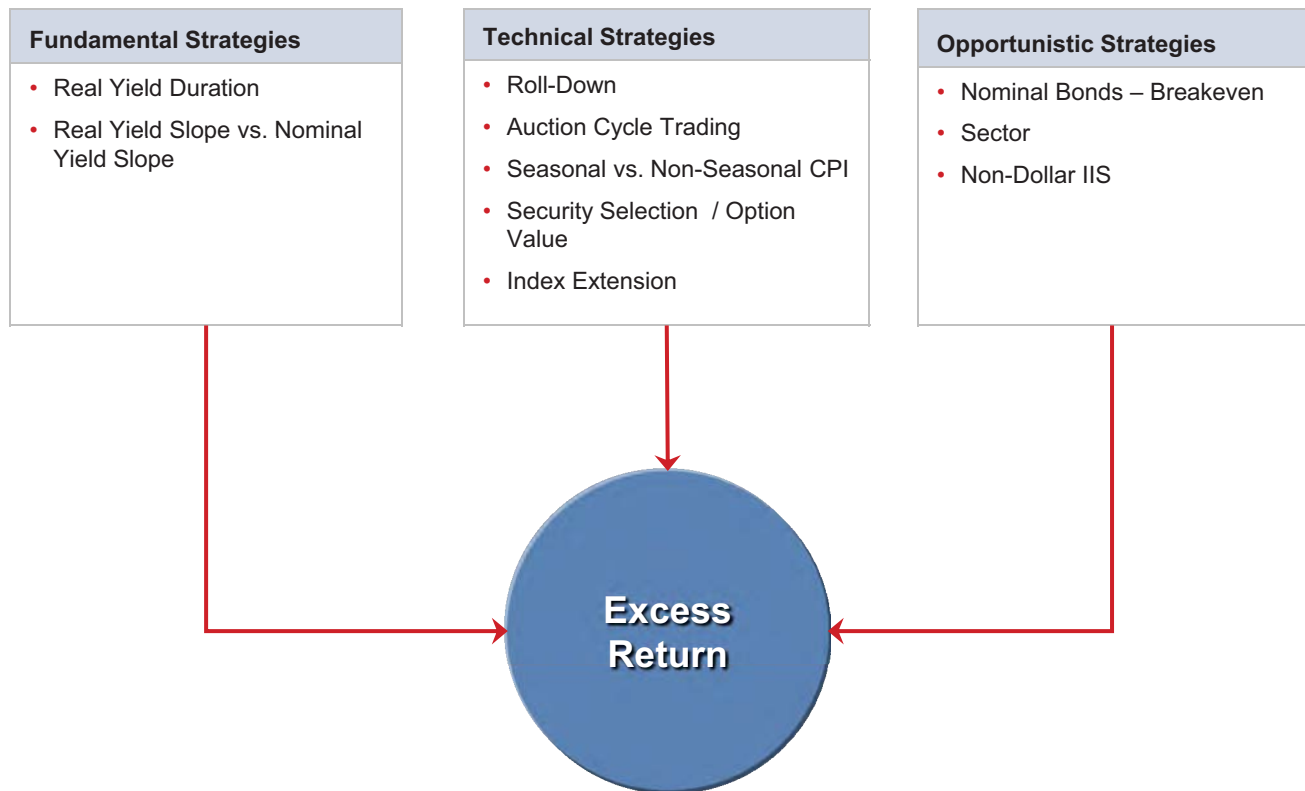 Fundamental Strategies
• Real Yield Duration
• Real Yield Slope vs. Nominal
Yield Slope
Technical Strategies
• Roll-Down
• Auction Cycle Trading
• Seasonal vs. Non-Seasonal CPI
• Security Selection / Option
Value
• Index Extension
Opportunistic Strategies
• Nominal Bonds – Breakeven
• Sector
• Non-Dollar IIS
Excess
Return